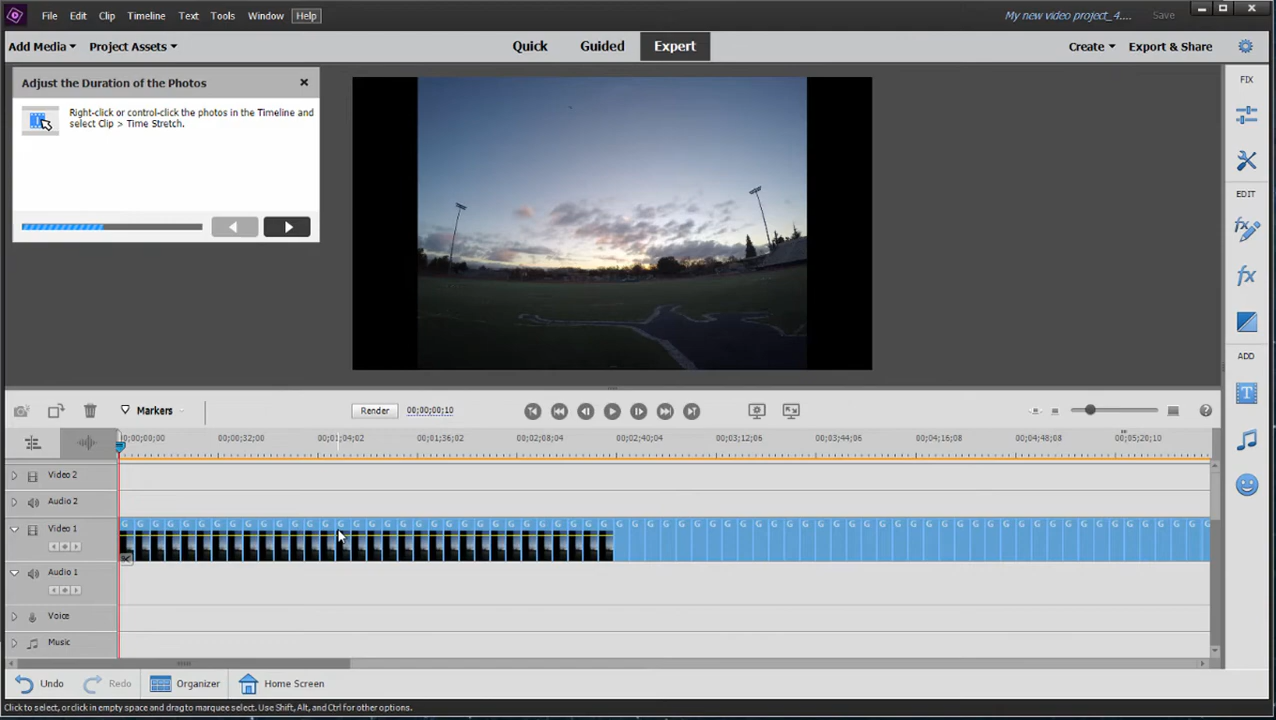 File Edit Clip Timeline Text Tools Window Help
My new video project_4.... Save
Add Media Project Assets Quick Guided Expert Create Export & Share
Adjust the Duration of the Photos
Right-click or control-click the photos in the Timeline and
select Clip > Time Stretch.
FIX
EDIT
ADD
Markers Render 00;00;00;10
0;00;00;00 00;00;32;00 00;01;04;02 00;01;36;02 00;02;08;04 00;02;40;04 00;03;12;06 00;03;44;06 00;04;16;08 00;04;48;08 00;05;20;10
Video 2
Audio 2
Video 1
G G G G G G G G G G G G G G G G G G G G G G G G G G G G G G G G G G G G G G G G G G G G G G G G G G G G G G G G G G G G G G G G G G G G G G
Audio 1
Voice
Music
Undo Redo Organizer Home Screen
Click to select, or click in empty space and drag to marquee select. Use Shift, Alt, and Ctrl for other options.